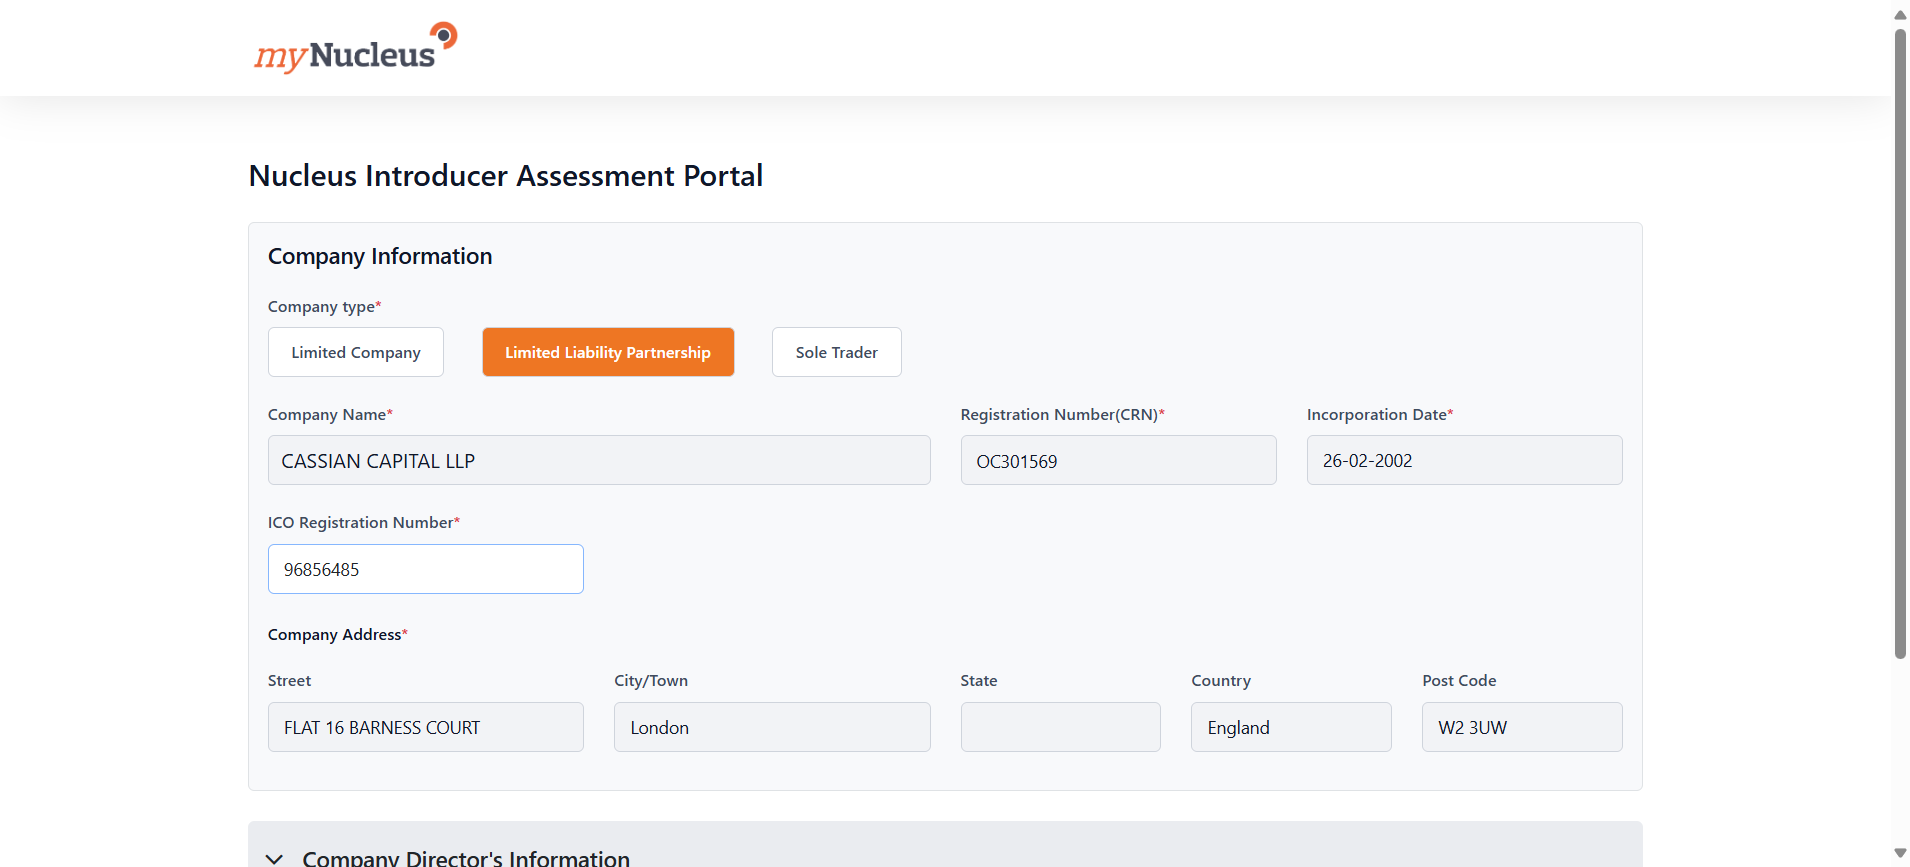 myNucleus
Nucleus Introducer Assessment Portal
Company Information
Company type*
Limited Company
Limited Liability Partnership
Sole Trader
Company Name*
Registration Number(CRN)*
Incorporation Date*
CASSIAN CAPITAL LLP
OC301569
26-02-2002
ICO Registration Number*
96856485
Company Address*
Street
City/Town
State
Country
Post Code
FLAT 16 BARNESS COURT
London
England
W2 3UW
Company Director's Information